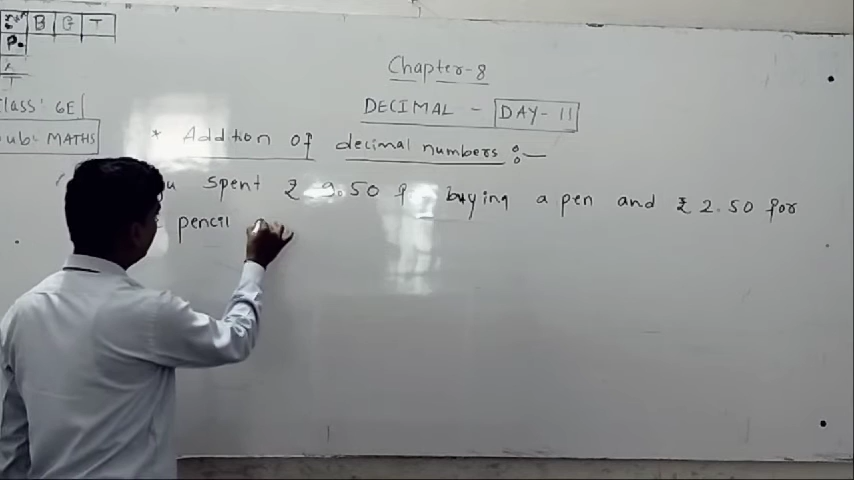 B G T
P.
Chapter-8
Class: 6E
DECIMAL - DAY-11
Sub: MATHS
* Addtion of decimal numbers :-
u spent ₹ 9.50 buying a pen and ₹ 2.50 for
pencil